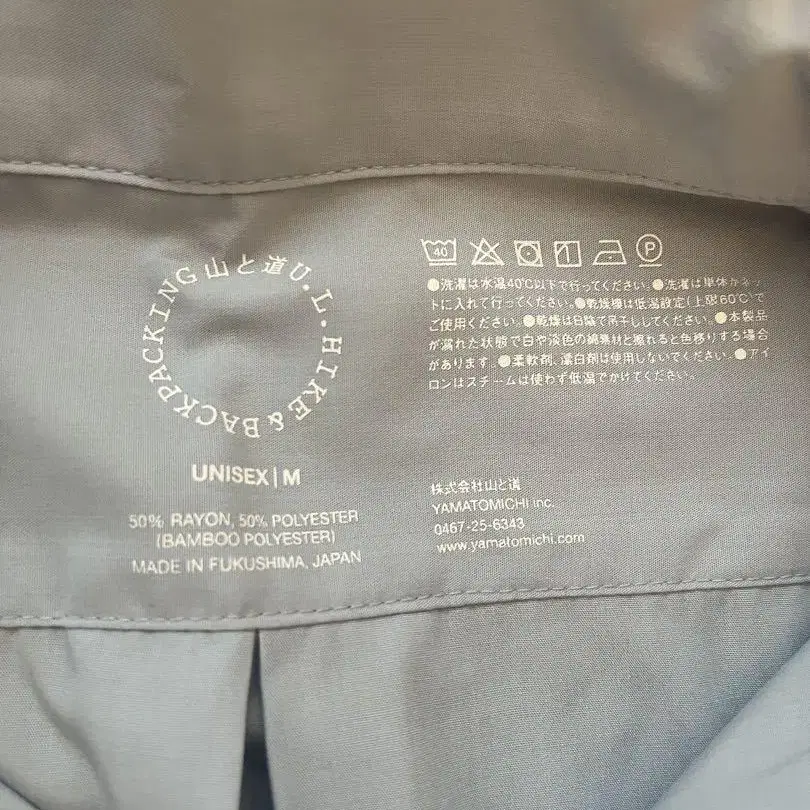 山と道 U.L. HIKE & BACKPACKING
UNISEX | M
50% RAYON, 50% POLYESTER
(BAMBOO POLYESTER)
MADE IN FUKUSHIMA, JAPAN
40
P
●洗濯は水温40℃以下で行ってください。●洗濯は単体かネッ
トに入れて行ってください。●乾燥機は低温設定(上限60℃)で
ご使用ください。●乾燥は日陰で吊干ししてください。●本製品
が濡れた状態で白や淡色の綿素材と擦れると色移りする場合
があります。●柔軟剤、漂白剤は使用しないでください。●アイ
ロンはスチームは使わず低温でかけてください。
株式会社山と道
YAMATOMICHI inc.
0467-25-6343
www.yamatomichi.com